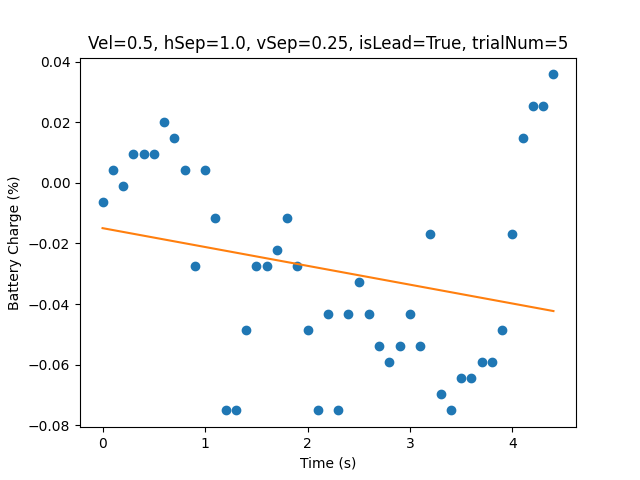 Vel=0.5, hSep=1.0, vSep=0.25, isLead=True, trialNum=5
0.04
0.02
0.00
−0.02
−0.04
−0.06
−0.08
Battery Charge (%)
0 1 2 3 4
Time (s)